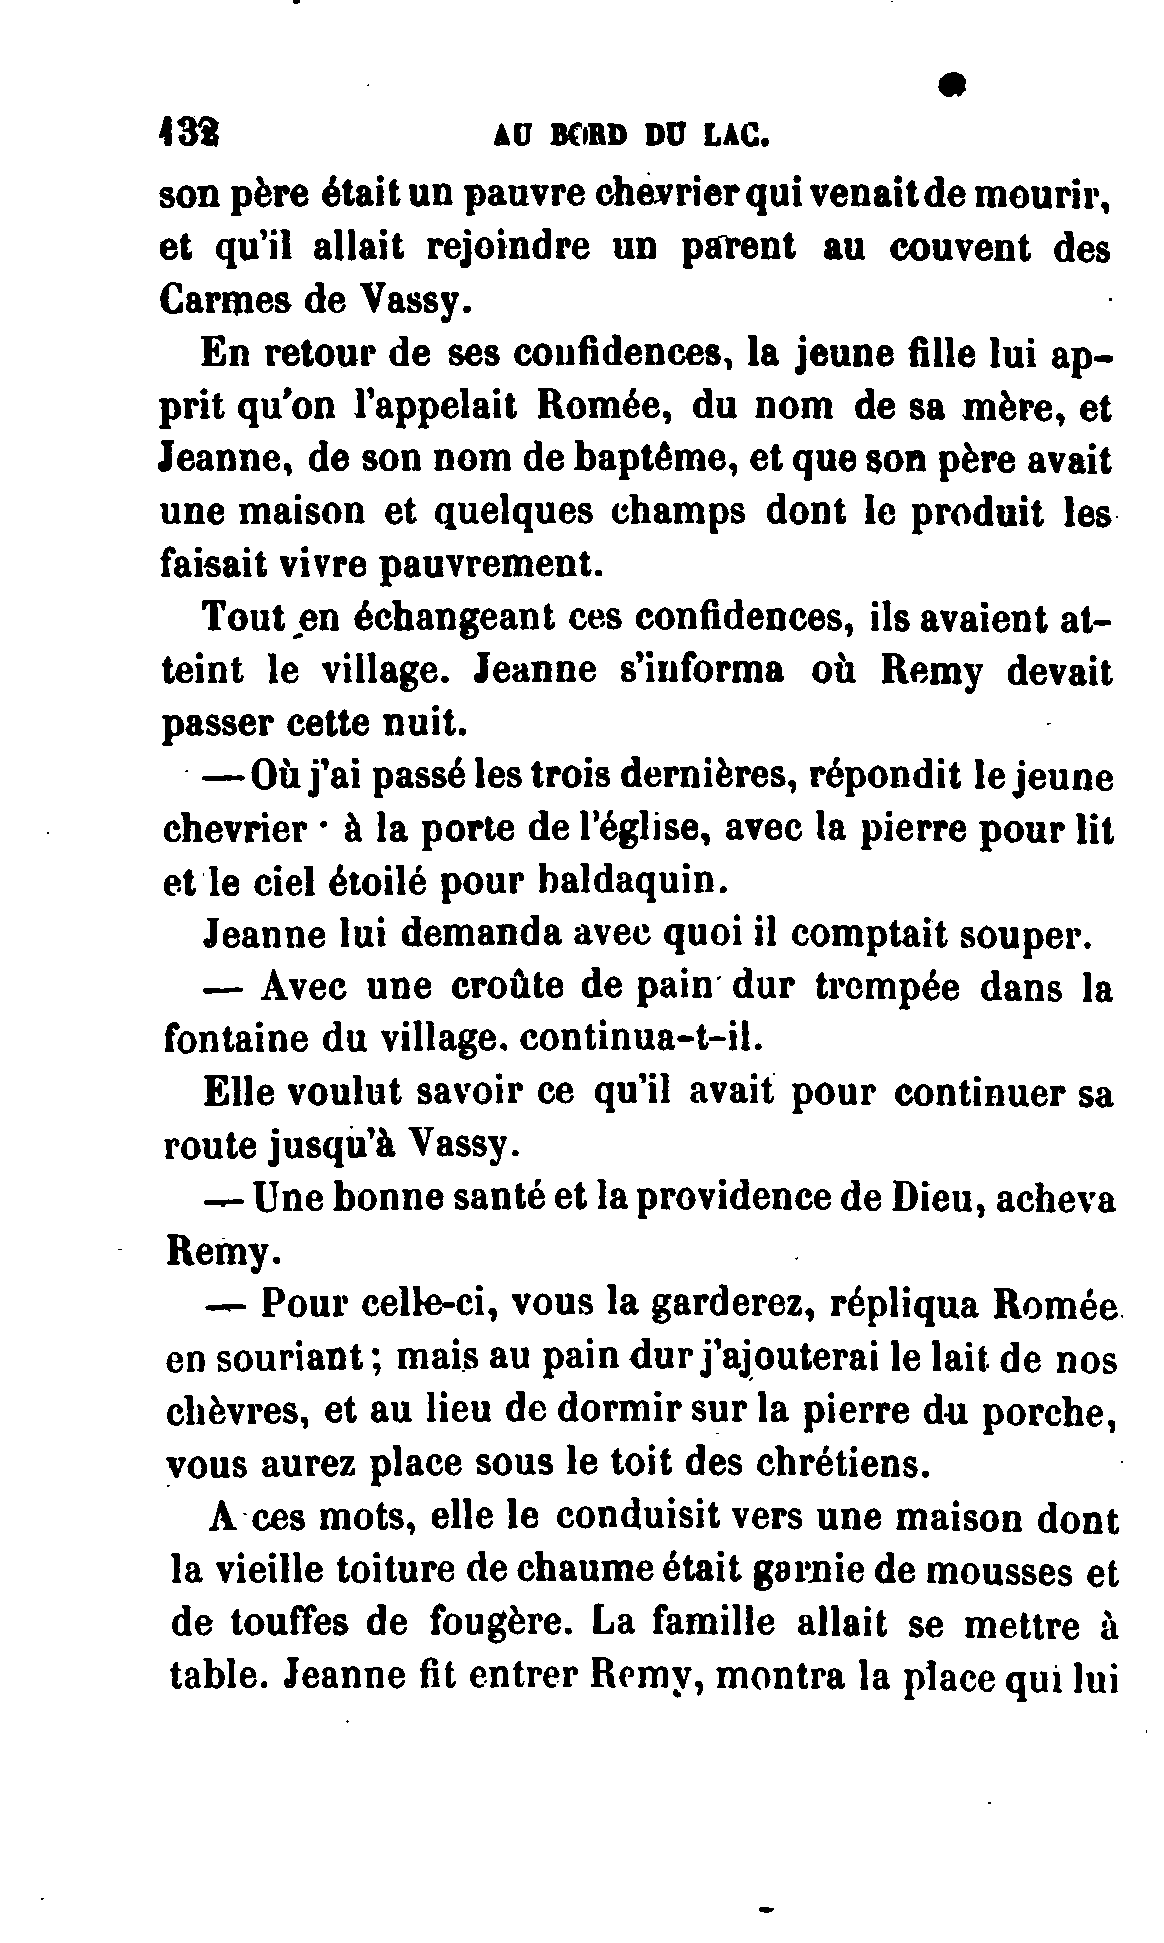 132 AU BORD DU LAC.
son père était un pauvre chevrier qui venait de mourir,
et qu'il allait rejoindre un parent au couvent des
Carmes de Vassy.
En retour de ses confidences, la jeune fille lui ap-
prit qu'on l'appelait Romée, du nom de sa mère, et
Jeanne, de son nom de baptême, et que son père avait
une maison et quelques champs dont le produit les
faisait vivre pauvrement.
Tout en échangeant ces confidences, ils avaient at-
teint le village. Jeanne s'informa où Remy devait
passer cette nuit.
— Où j'ai passé les trois dernières, répondit le jeune
chevrier · à la porte de l'église, avec la pierre pour lit
et le ciel étoilé pour baldaquin.
Jeanne lui demanda avec quoi il comptait souper.
— Avec une croûte de pain dur trempée dans la
fontaine du village. continua-t-il.
Elle voulut savoir ce qu'il avait pour continuer sa
route jusqu'à Vassy.
— Une bonne santé et la providence de Dieu, acheva
Remy.
— Pour celle-ci, vous la garderez, répliqua Romée
en souriant ; mais au pain dur j'ajouterai le lait de nos
chèvres, et au lieu de dormir sur la pierre du porche,
vous aurez place sous le toit des chrétiens.
A ces mots, elle le conduisit vers une maison dont
la vieille toiture de chaume était garnie de mousses et
de touffes de fougère. La famille allait se mettre à
table. Jeanne fit entrer Remy, montra la place qui lui